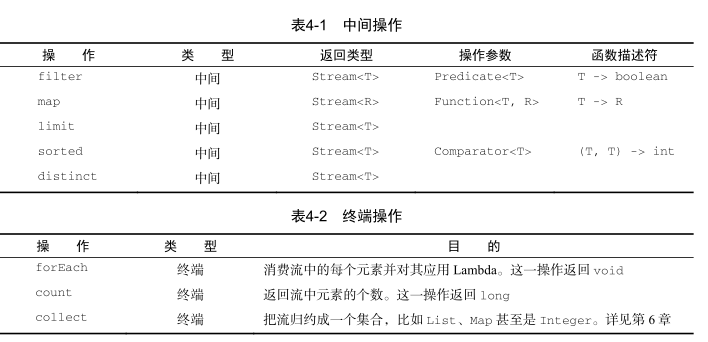 表4-1 中间操作
操 作 类 型 返回类型 操作参数 函数描述符
filter 中间 Stream<T> Predicate<T> T -> boolean
map 中间 Stream<R> Function<T, R> T -> R
limit 中间 Stream<T>
sorted 中间 Stream<T> Comparator<T> (T, T) -> int
distinct 中间 Stream<T>
表4-2 终端操作
操 作 类 型 目 的
forEach 终端 消费流中的每个元素并对其应用 Lambda。这一操作返回 void
count 终端 返回流中元素的个数。这一操作返回 long
collect 终端 把流归约成一个集合，比如 List、Map 甚至是 Integer。详见第 6 章